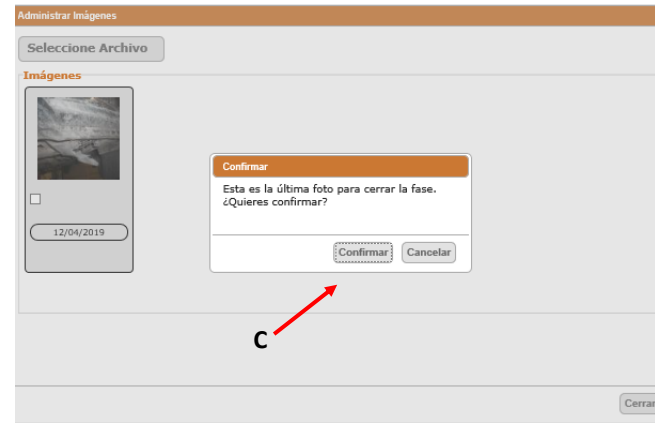 Administrar Imágenes
Seleccione Archivo
Imágenes
12/04/2019
Confirmar
Esta es la última foto para cerrar la fase.
¿Quieres confirmar?
Confirmar Cancelar
C
Cerrar